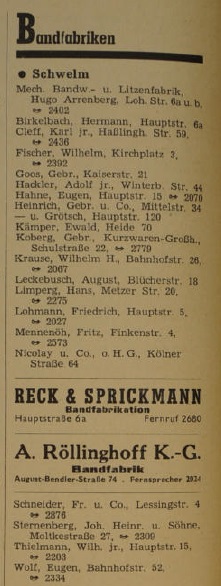 Bandfabriken
● Schwelm
Mech. Bandw.- u. Litzenfabrik,
Hugo Arrenberg, Loh. Str. 6a u. b,
☎ 2402
Birkelbach, Hermann, Hauptstr. 6a
Cleff, Karl jr., Haßlingh. Str. 59,
☎ 2436
Fischer, Wilhelm, Kirchplatz 2,
☎ 2392
Goos, Gebr., Kaiserstr. 21
Hackler, Adolf jr., Winterb. Str. 44
Hahne, Eugen, Hauptstr. 15 ☎ 2070
Heinrich, Gebr. u. Co., Mittelstr. 34
— u. Grötsch, Hauptstr. 120
Kämper, Ewald, Heide 70
Koberg, Gebr., Kurzwaren-Großh.,
Schulstraße 22, ☎ 2779
Krause, Wilhelm H., Bahnhofstr. 26,
☎ 2067
Leckebusch, August, Blücherstr. 18
Limperg, Hans, Metzer Str. 20,
☎ 2275
Lohmann, Friedrich, Hauptstr. 5,
☎ 2027
Mennenöh, Fritz, Finkenstr. 4,
☎ 2573
Nicolay u. Co., o. H. G., Kölner
Straße 64
RECK & SPRICKMANN
Bandfabrikation
Hauptstraße 6a Fernruf 2680
A. Röllinghoff K.-G.
Bandfabrik
August-Bendler-Straße 74 . Fernsprecher 2934
Schneider, Fr. u. Co., Lessingstr. 4
☎ 2876
Sternenberg, Joh. Heinr. u. Söhne,
Moltkestraße 27, ☎ 2300
Thielmann, Wilh. jr., Hauptstr. 15,
☎ 2203
Wolf, Eugen, Bahnhofstr. 52,
☎ 2334